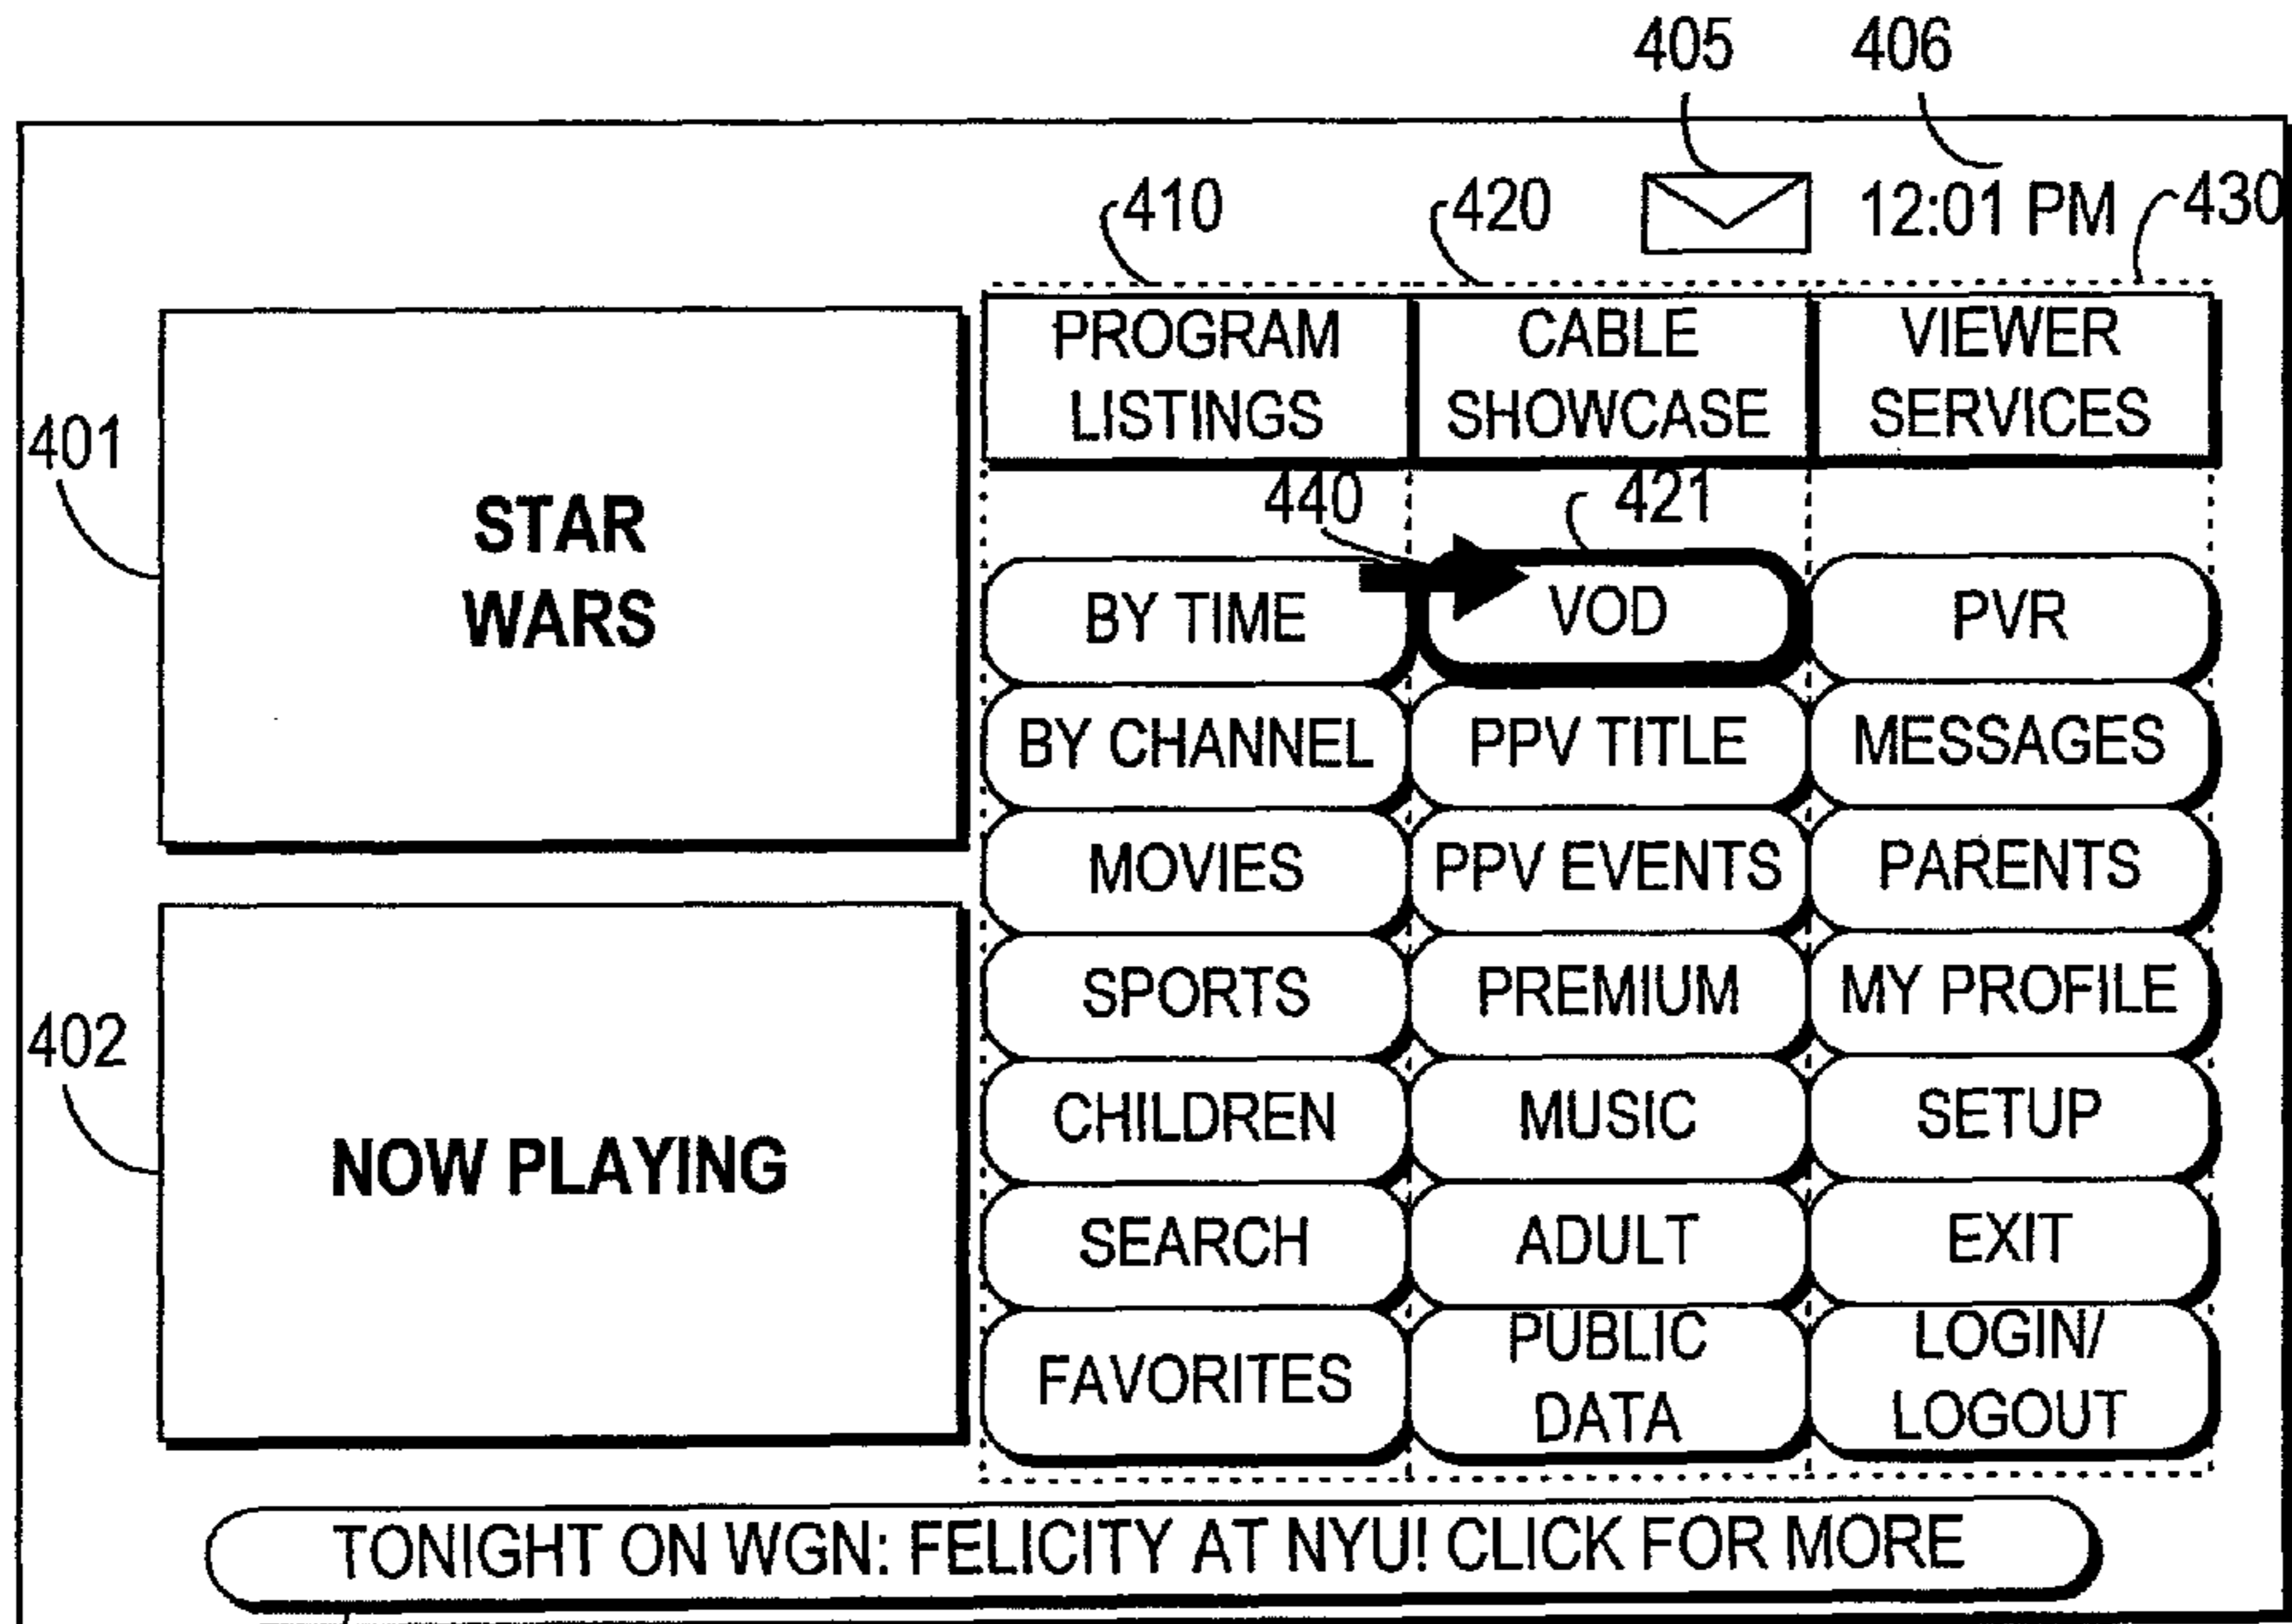 405 406
410 420 12:01 PM 430
PROGRAM LISTINGS
CABLE SHOWCASE
VIEWER SERVICES
401
STAR
WARS
440 421
BY TIME VOD PVR
BY CHANNEL PPV TITLE MESSAGES
MOVIES PPV EVENTS PARENTS
402
NOW PLAYING
SPORTS PREMIUM MY PROFILE
CHILDREN MUSIC SETUP
SEARCH ADULT EXIT
FAVORITES PUBLIC DATA LOGIN/ LOGOUT
TONIGHT ON WGN: FELICITY AT NYU! CLICK FOR MORE